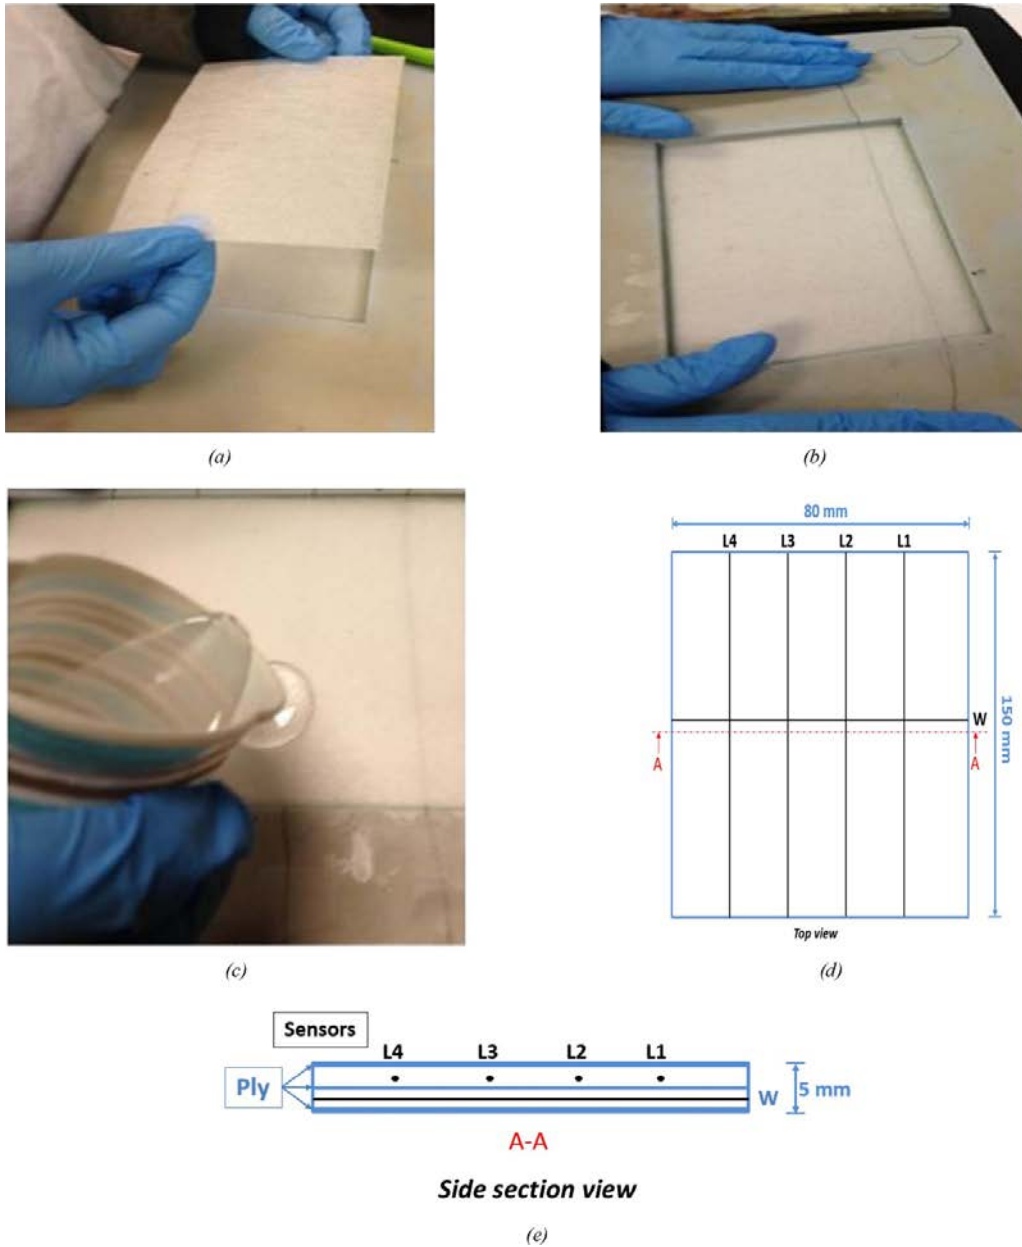 (a)
(b)
80 mm
L4 L3 L2 L1
W
A A
150 mm
Top view
(c)
(d)
Sensors
L4 L3 L2 L1
Ply
W
5 mm
A-A
Side section view
(e)